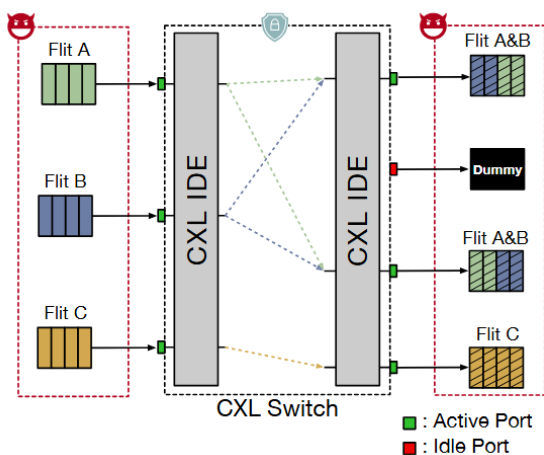 Flit A
Flit B
Flit C
CXL IDE
CXL IDE
CXL Switch
Flit A&B
Dummy
Flit A&B
Flit C
: Active Port
: Idle Port